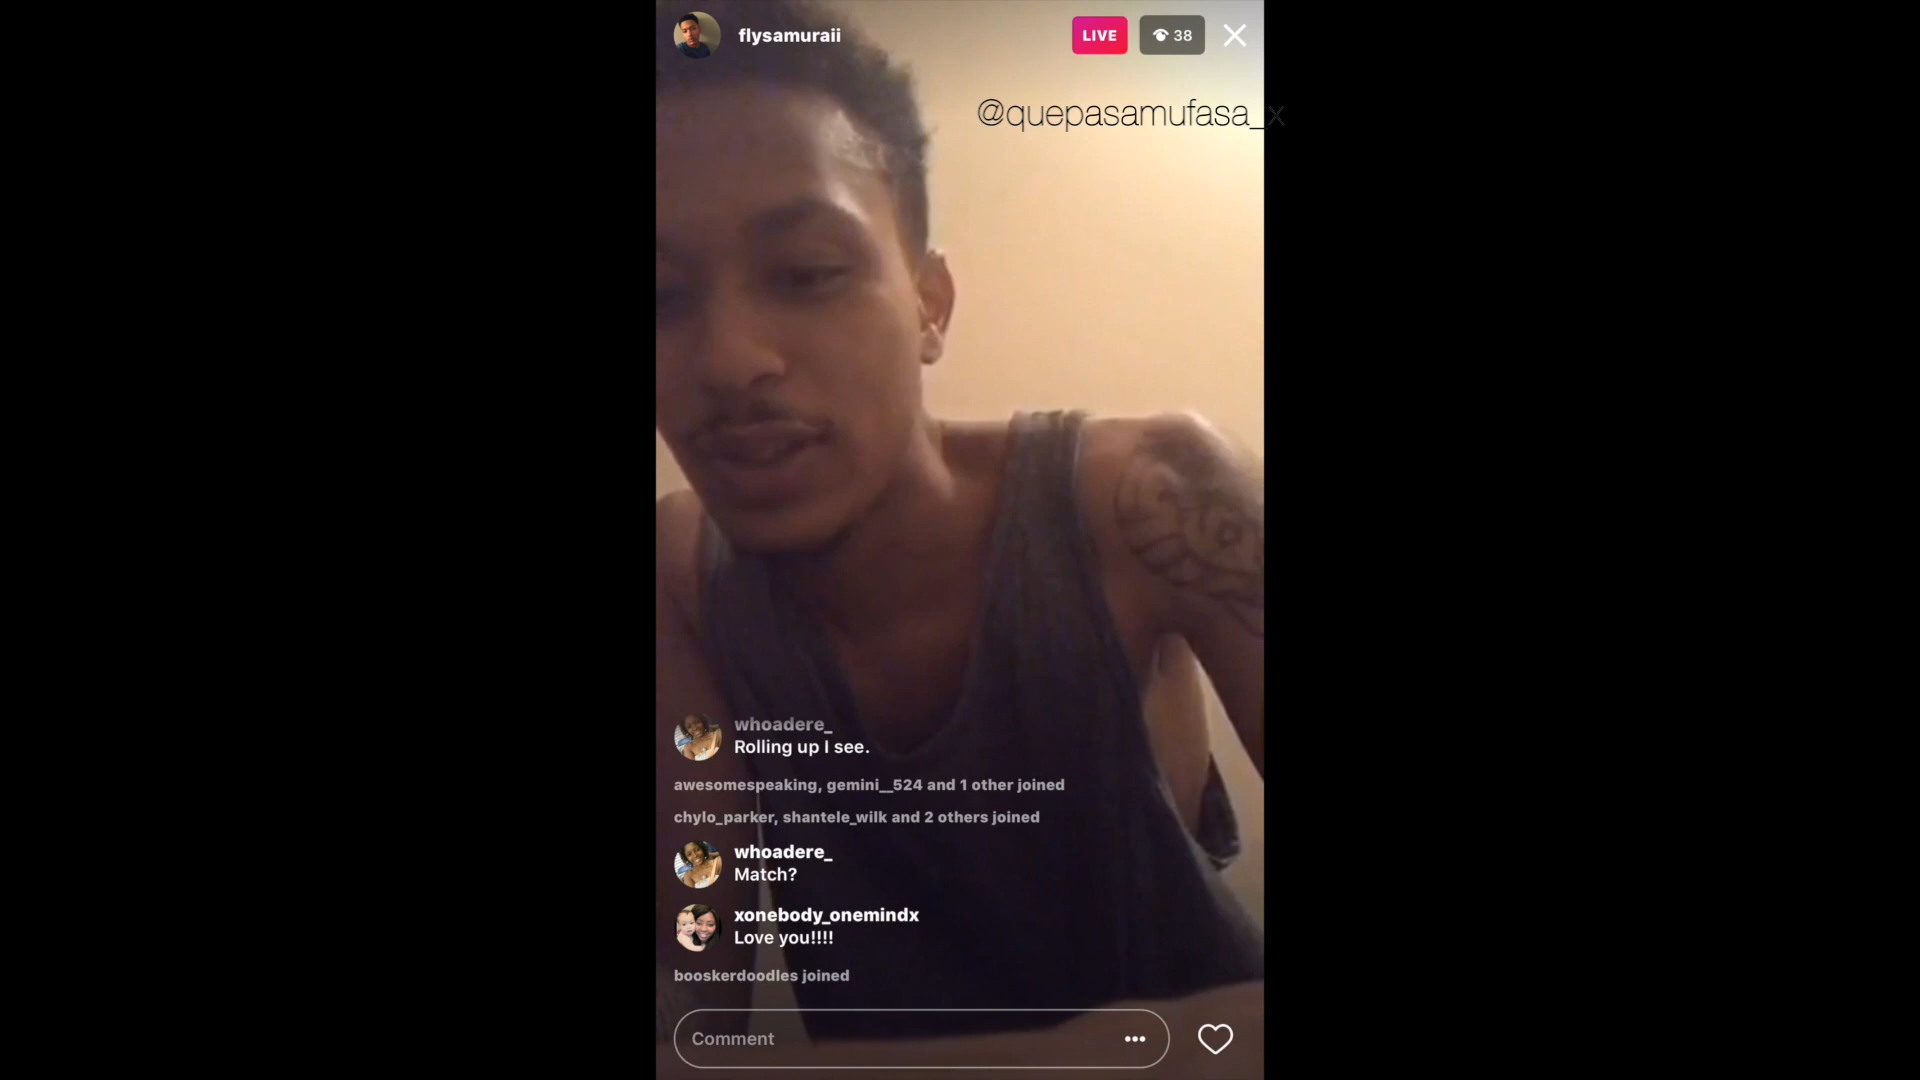 flysamuraii
LIVE
38
@quepasamufasa_x
whoadere_
Rolling up I see.
awesomespeaking, gemini__524 and 1 other joined
chylo_parker, shantele_wilk and 2 others joined
whoadere_
Match?
xonebody_onemindx
Love you!!!!
booskerdoodles joined
Comment